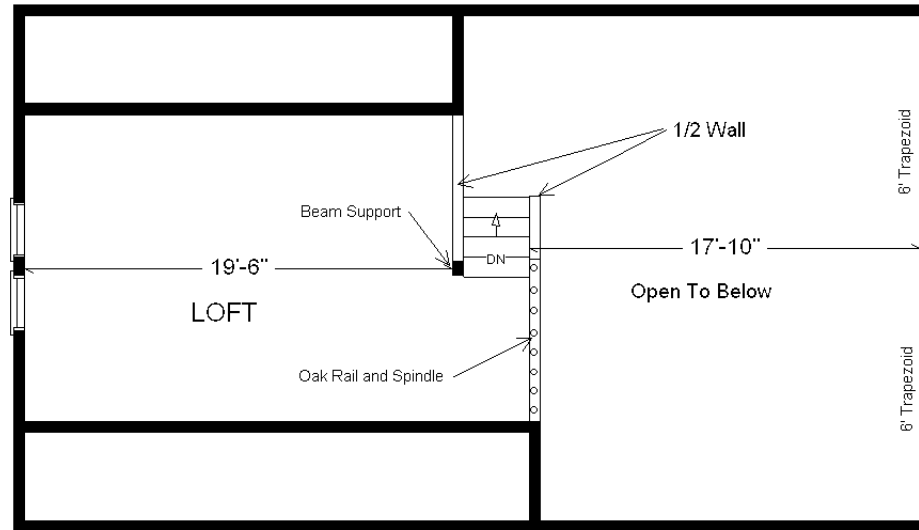 6' Trapezoid
1/2 Wall
Beam Support
17'-10"
DN
19'-6"
Open To Below
LOFT
Oak Rail and Spindle
6' Trapezoid